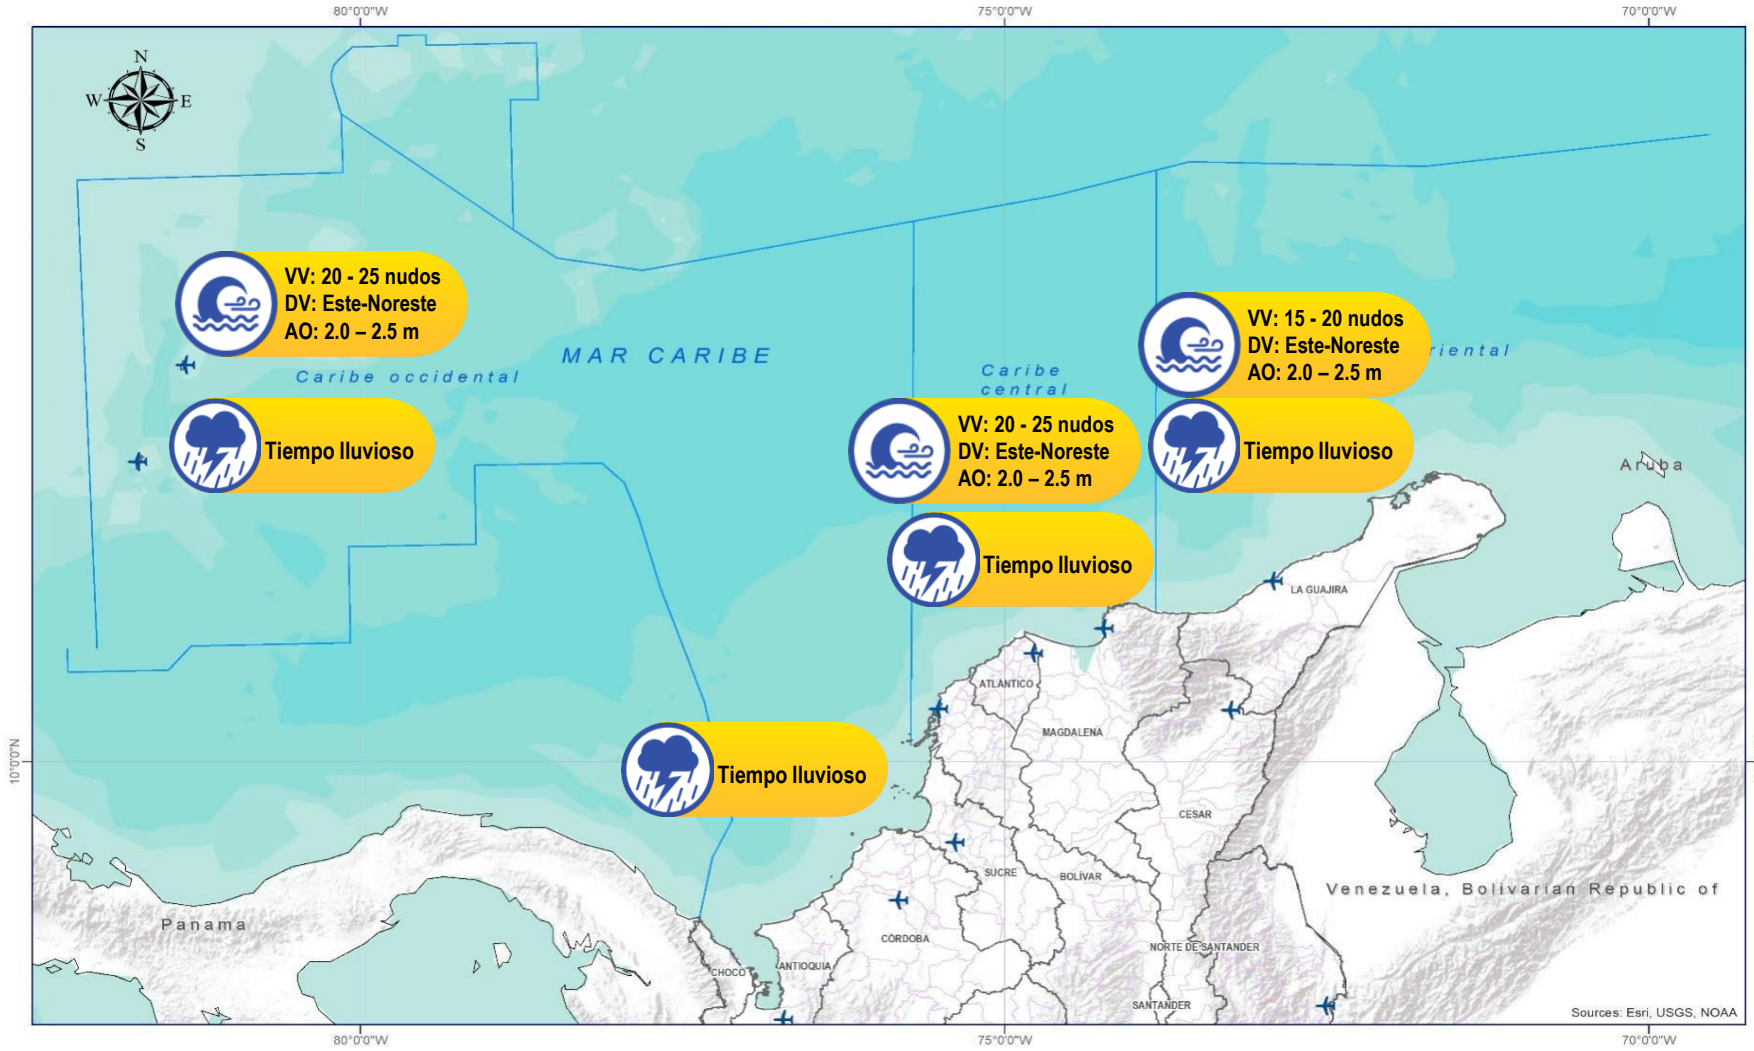 80°0'0"W
75°0'0"W
70°0'0"W
N
W
E
S
VV: 20 - 25 nudos
DV: Este-Noreste
AO: 2.0 – 2.5 m
VV: 15 - 20 nudos
DV: Este-Noreste
AO: 2.0 – 2.5 m
MAR CARIBE
riental
Caribe occidental
Caribe
central
VV: 20 - 25 nudos
DV: Este-Noreste
AO: 2.0 – 2.5 m
Tiempo lluvioso
Tiempo lluvioso
Aruba
Tiempo lluvioso
LA GUAJIRA
ATLÁNTICO
MAGDALENA
10°0'0"N
Tiempo lluvioso
CESAR
SUCRE
BOLÍVAR
Venezuela, Bolivarian Republic of
Panama
CÓRDOBA
NORTE DE SANTANDER
CHOCÓ
ANTIOQUIA
SANTANDER
Sources: Esri, USGS, NOAA
80°0'0"W
75°0'0"W
70°0'0"W